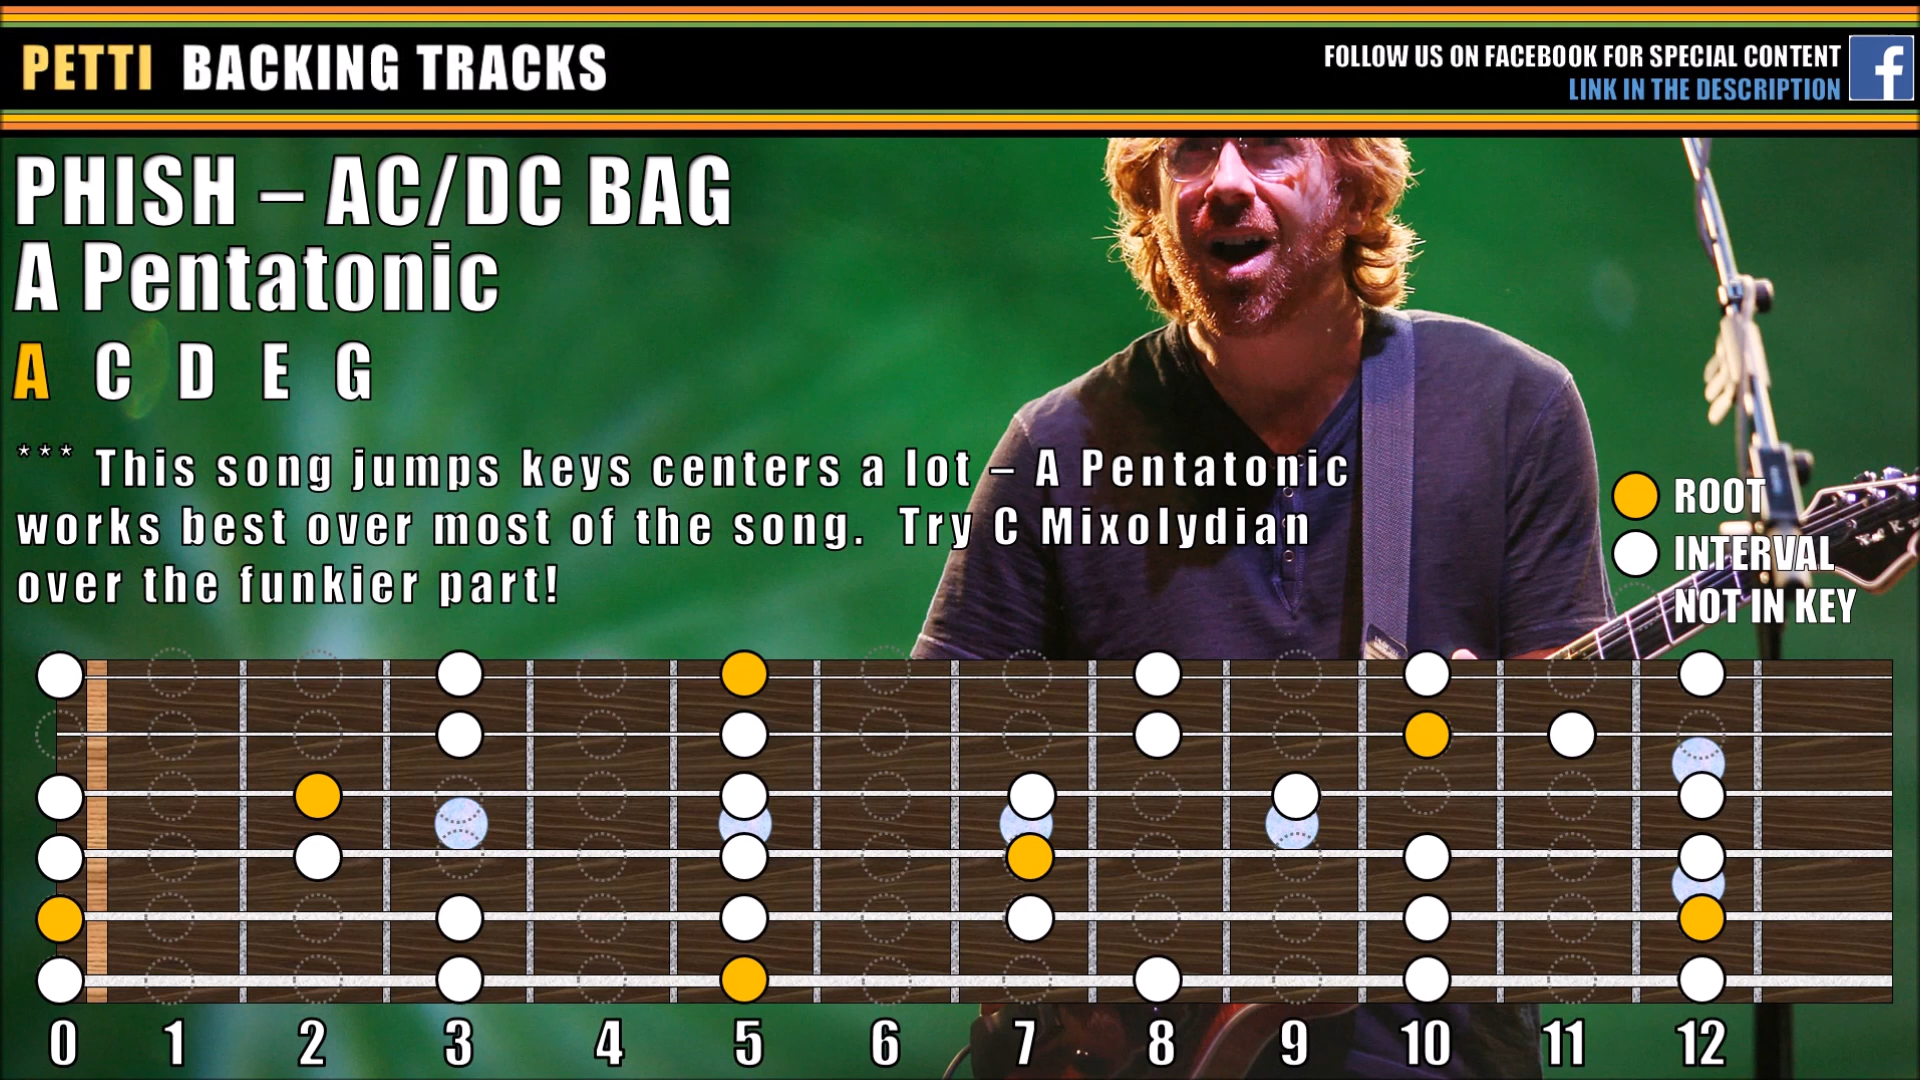 PETTI BACKING TRACKS
FOLLOW US ON FACEBOOK FOR SPECIAL CONTENT
LINK IN THE DESCRIPTION
f
PHISH – AC/DC BAG
A Pentatonic
A C D E G
*** This song jumps keys centers a lot – A Pentatonic
works best over most of the song. Try C Mixolydian
over the funkier part!
ROOT
INTERVAL
NOT IN KEY
0 1 2 3 4 5 6 7 8 9 10 11 12